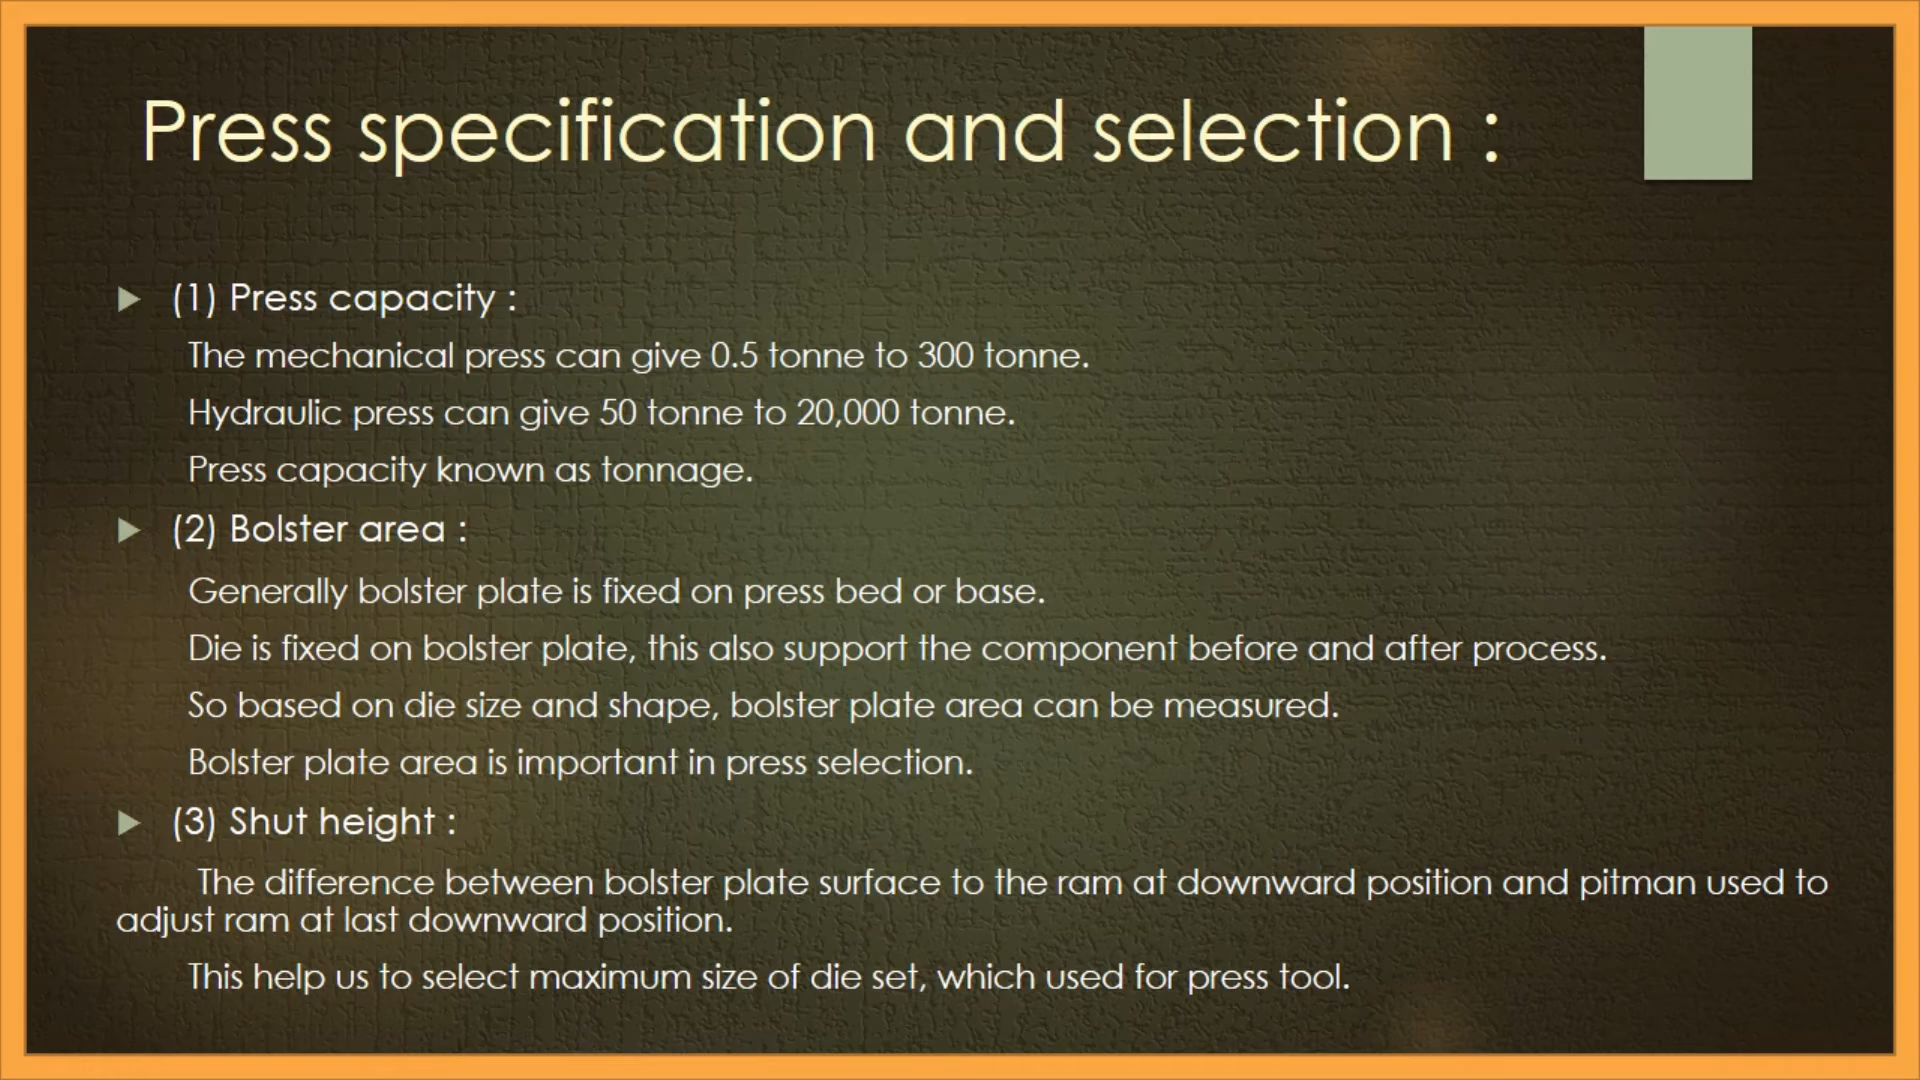 Press specification and selection :
(1) Press capacity :
The mechanical press can give 0.5 tonne to 300 tonne.
Hydraulic press can give 50 tonne to 20,000 tonne.
Press capacity known as tonnage.
(2) Bolster area :
Generally bolster plate is fixed on press bed or base.
Die is fixed on bolster plate, this also support the component before and after process.
So based on die size and shape, bolster plate area can be measured.
Bolster plate area is important in press selection.
(3) Shut height :
The difference between bolster plate surface to the ram at downward position and pitman used to
adjust ram at last downward position.
This help us to select maximum size of die set, which used for press tool.